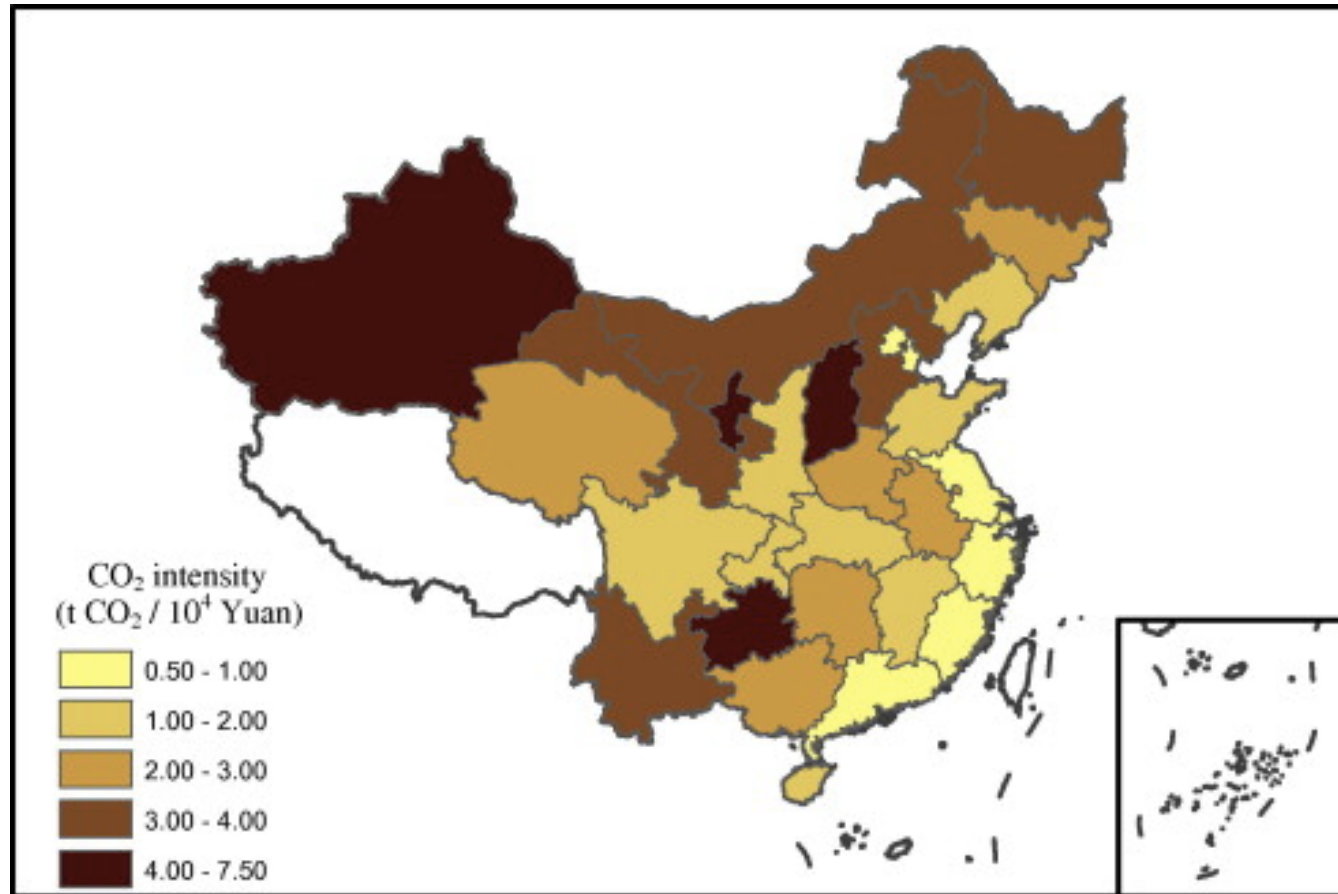 CO₂ intensity
(t CO₂ / 10⁴ Yuan)
0.50 - 1.00
1.00 - 2.00
2.00 - 3.00
3.00 - 4.00
4.00 - 7.50